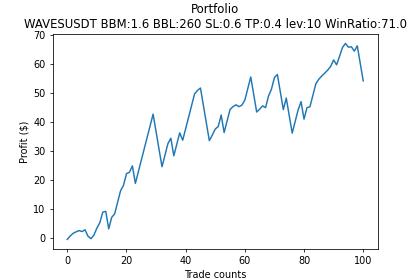 Portfolio
WAVESUSDT BBM:1.6 BBL:260 SL:0.6 TP:0.4 lev:10 WinRatio:71.0
70
60
50
40
30
20
10
0
Profit ($)
0 20 40 60 80 100
Trade counts